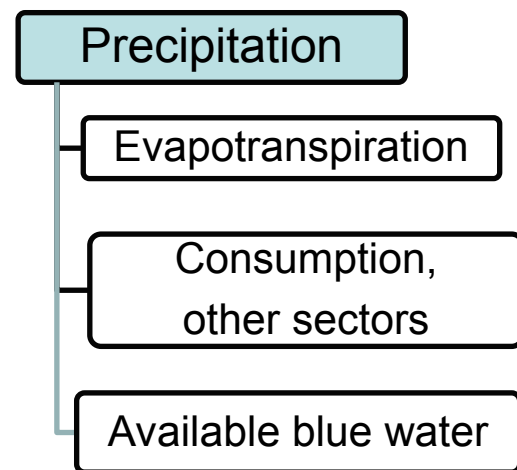 Precipitation
Evapotranspiration
Consumption,
other sectors
Available blue water